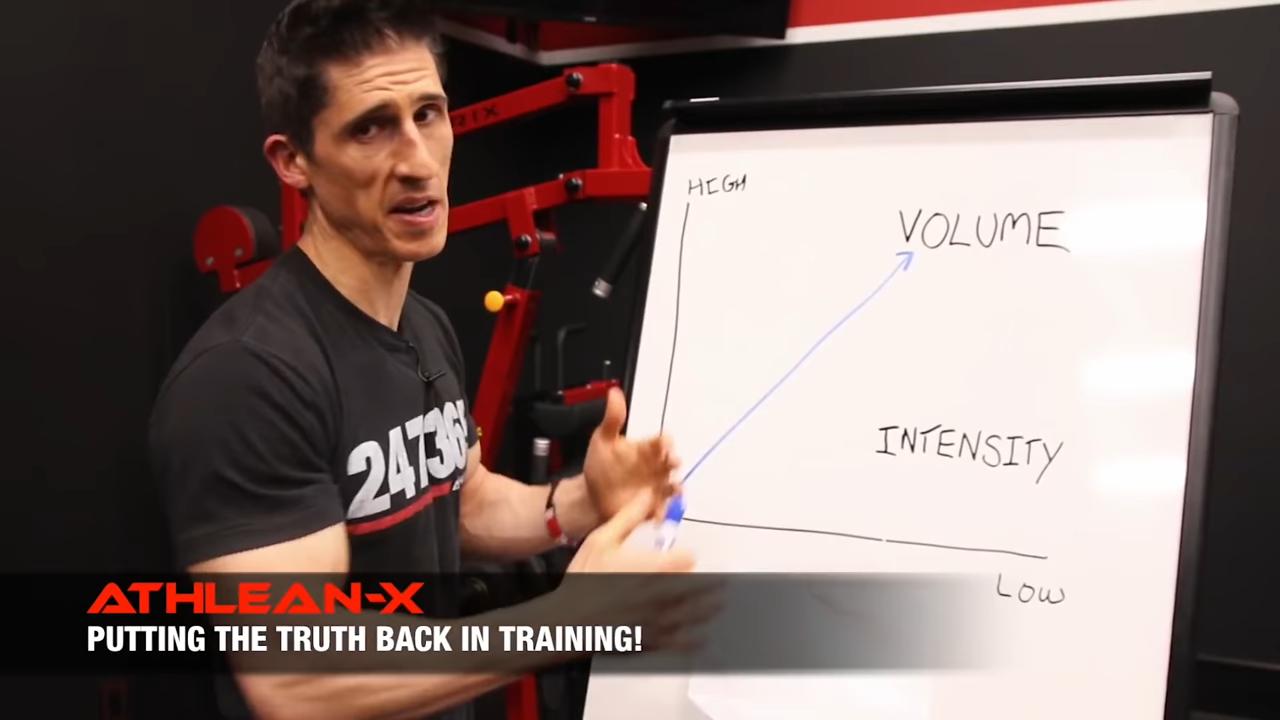 HIGH
VOLUME
INTENSITY
LOW
247365
ATHLEAN-X
PUTTING THE TRUTH BACK IN TRAINING!